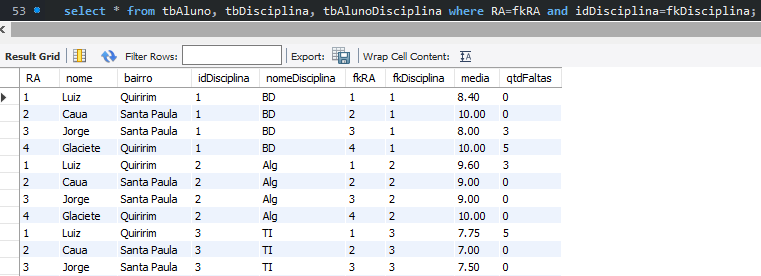 53 select * from tbAluno, tbDisciplina, tbAlunoDisciplina where RA=fkRA and idDisciplina=fkDisciplina;
Result Grid Filter Rows: Export: Wrap Cell Content:
RA nome bairro idDisciplina nomeDisciplina fkRA fkDisciplina media qtdFaltas
1 Luiz Quiririm 1 BD 1 1 8.40 0
2 Caua Santa Paula 1 BD 2 1 10.00 0
3 Jorge Santa Paula 1 BD 3 1 8.00 3
4 Glaciete Quiririm 1 BD 4 1 10.00 5
1 Luiz Quiririm 2 Alg 1 2 9.60 3
2 Caua Santa Paula 2 Alg 2 2 9.00 0
3 Jorge Santa Paula 2 Alg 3 2 9.00 0
4 Glaciete Quiririm 2 Alg 4 2 10.00 0
1 Luiz Quiririm 3 TI 1 3 7.75 5
2 Caua Santa Paula 3 TI 2 3 7.00 0
3 Jorge Santa Paula 3 TI 3 3 7.50 0